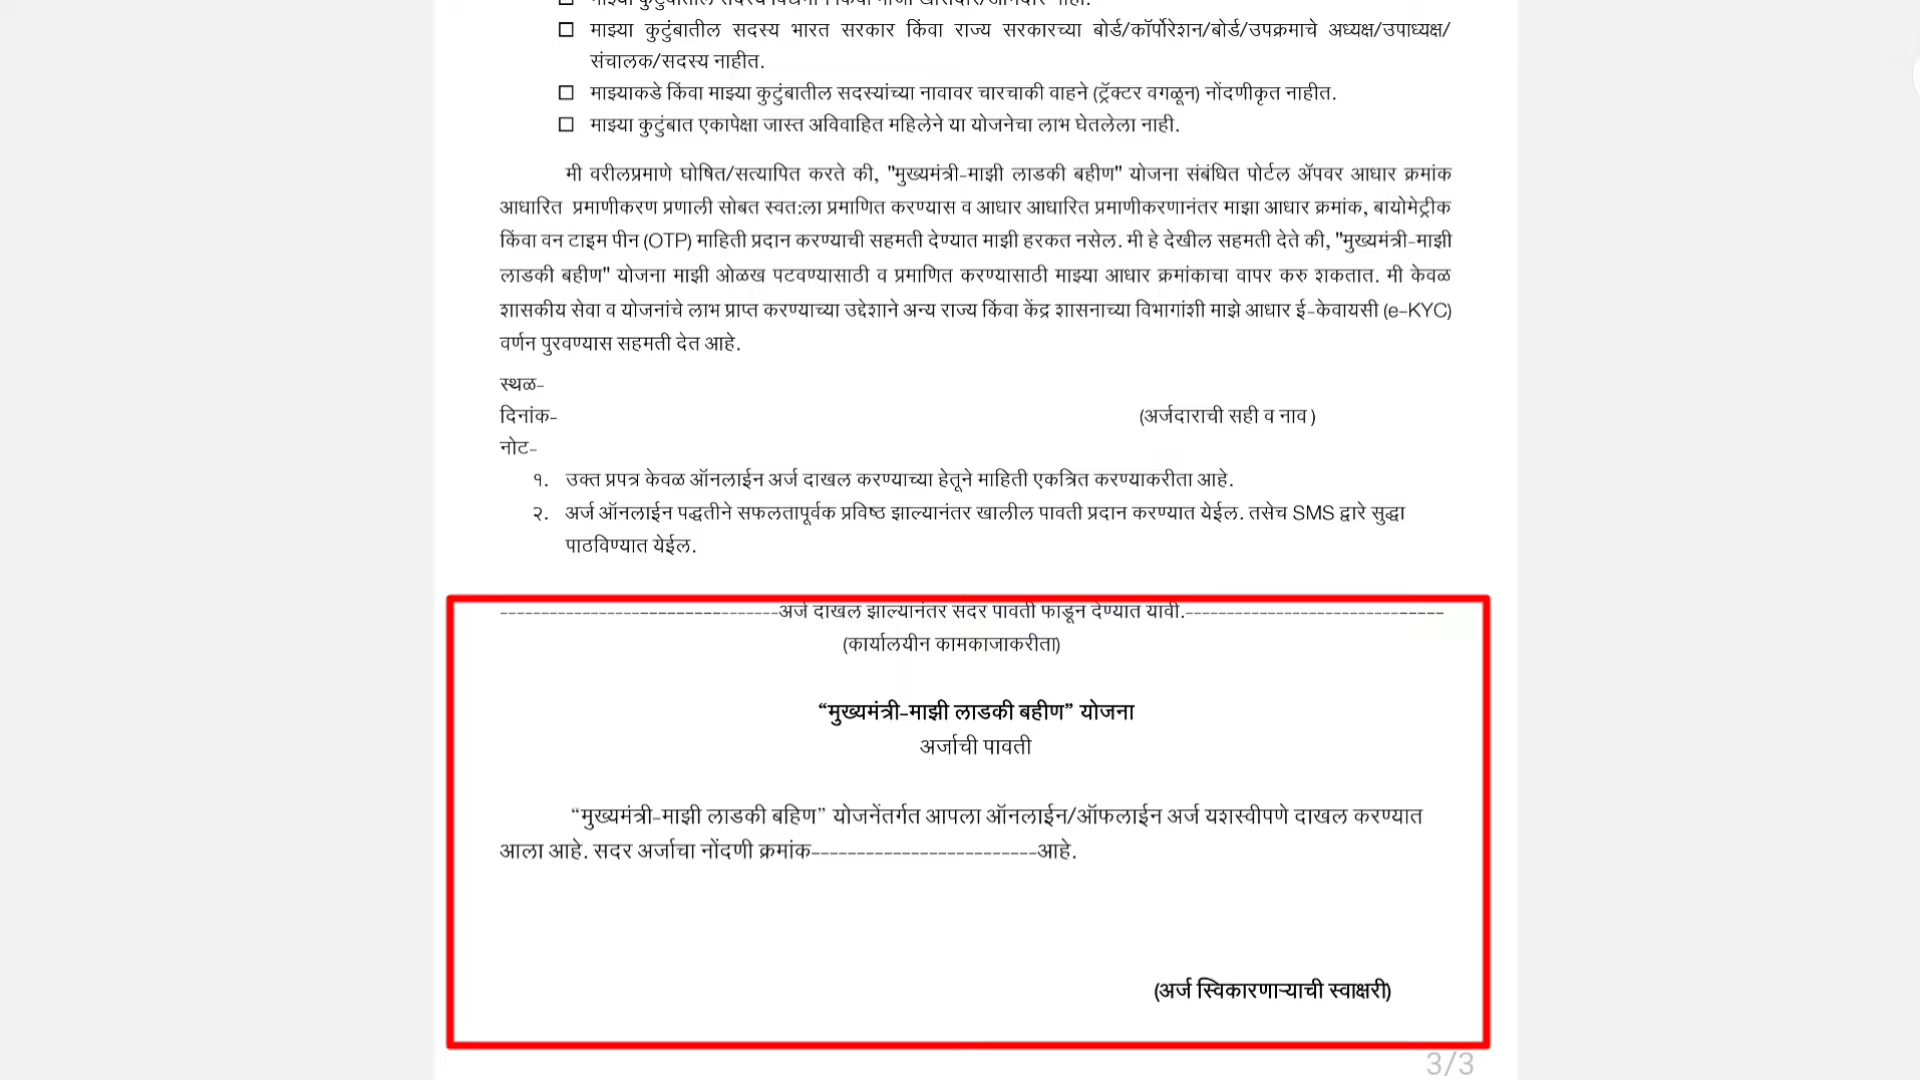 माझ्या कुटुंबातील सदस्य विद्यमान किंवा माजी खासदार/आमदार नाही.
☐ माझ्या कुटुंबातील सदस्य भारत सरकार किंवा राज्य सरकारच्या बोर्ड/कॉर्पोरेशन/बोर्ड/उपक्रमाचे अध्यक्ष/उपाध्यक्ष/
संचालक/सदस्य नाहीत.
☐ माझ्याकडे किंवा माझ्या कुटुंबातील सदस्यांच्या नावावर चारचाकी वाहने (ट्रॅक्टर वगळून) नोंदणीकृत नाहीत.
☐ माझ्या कुटुंबात एकापेक्षा जास्त अविवाहित महिलेने या योजनेचा लाभ घेतलेला नाही.
मी वरीलप्रमाणे घोषित/सत्यापित करते की, "मुख्यमंत्री-माझी लाडकी बहीण" योजना संबंधित पोर्टल ॲपवर आधार क्रमांक
आधारित प्रमाणीकरण प्रणाली सोबत स्वत:ला प्रमाणित करण्यास व आधार आधारित प्रमाणीकरणानंतर माझा आधार क्रमांक, बायोमेट्रीक
किंवा वन टाइम पीन (OTP) माहिती प्रदान करण्याची सहमती देण्यात माझी हरकत नसेल. मी हे देखील सहमती देते की, "मुख्यमंत्री-माझी
लाडकी बहीण" योजना माझी ओळख पटवण्यासाठी व प्रमाणित करण्यासाठी माझ्या आधार क्रमांकाचा वापर करु शकतात. मी केवळ
शासकीय सेवा व योजनांचे लाभ प्राप्त करण्याच्या उद्देशाने अन्य राज्य किंवा केंद्र शासनाच्या विभागांशी माझे आधार ई-केवायसी (e-KYC)
वर्णन पुरवण्यास सहमती देत आहे.
स्थळ-
दिनांक- (अर्जदाराची सही व नाव)
नोट-
१. उक्त प्रपत्र केवळ ऑनलाईन अर्ज दाखल करण्याच्या हेतूने माहिती एकत्रित करण्याकरीता आहे.
२. अर्ज ऑनलाईन पद्धतीने सफलतापूर्वक प्रविष्ठ झाल्यानंतर खालील पावती प्रदान करण्यात येईल. तसेच SMS द्वारे सुद्धा
पाठविण्यात येईल.
----------------------------------अर्ज दाखल झाल्यानंतर सदर पावती फाडून देण्यात यावी.--------------------------------
(कार्यालयीन कामकाजाकरीता)
“मुख्यमंत्री-माझी लाडकी बहीण” योजना
अर्जाची पावती
“मुख्यमंत्री-माझी लाडकी बहिण” योजनेंतर्गत आपला ऑनलाईन/ऑफलाईन अर्ज यशस्वीपणे दाखल करण्यात
आला आहे. सदर अर्जाचा नोंदणी क्रमांक-------------------------आहे.
(अर्ज स्विकारणाऱ्याची स्वाक्षरी)
3/3